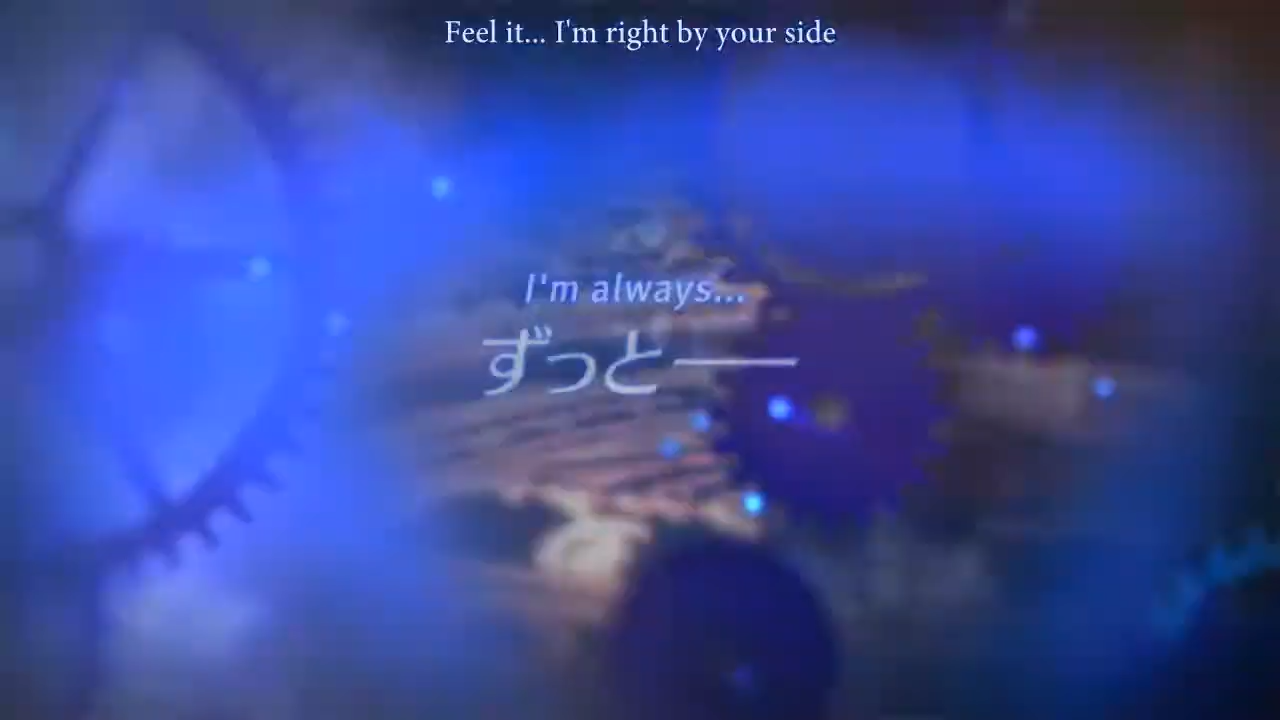 Feel it... I'm right by your side
I'm always...
ずっと――